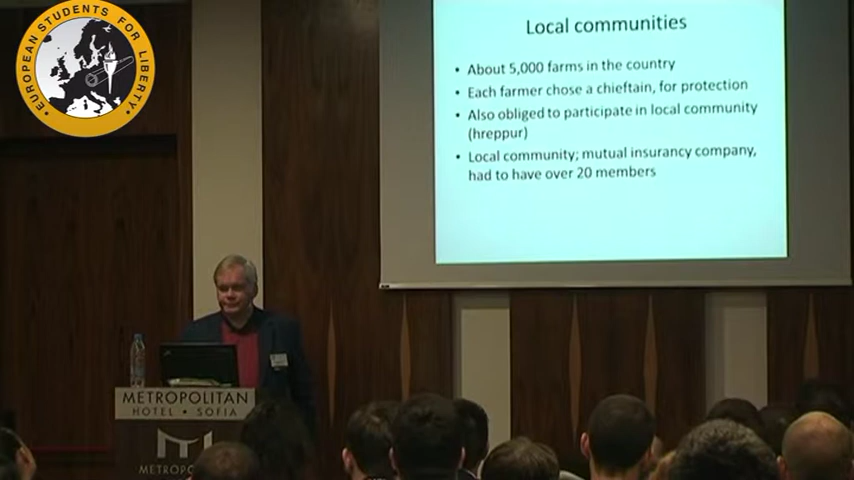 • EUROPEAN STUDENTS FOR LIBERTY •
Local communities
• About 5,000 farms in the country
• Each farmer chose a chieftain, for protection
• Also obliged to participate in local community
(hreppur)
• Local community; mutual insurancy company,
had to have over 20 members
METROPOLITAN
HOTEL • SOFIA